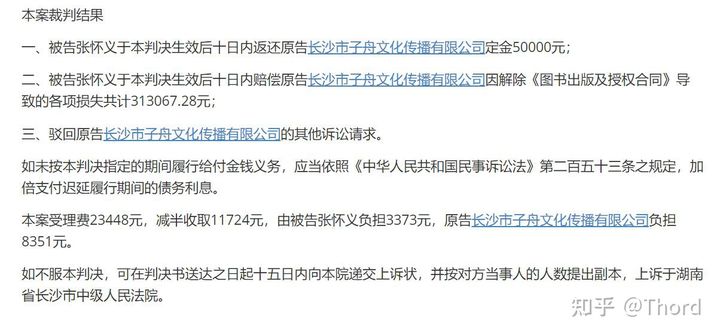 本案裁判结果
一、被告张怀义于本判决生效后十日内返还原告长沙市子舟文化传播有限公司定金50000元；
二、被告张怀义于本判决生效后十日内赔偿原告长沙市子舟文化传播有限公司因解除《图书出版及授权合同》导
致的各项损失共计313067.28元；
三、驳回原告长沙市子舟文化传播有限公司的其他诉讼请求。
如未按本判决指定的期间履行给付金钱义务，应当依照《中华人民共和国民事诉讼法》第二百五十三条之规定，加
倍支付迟延履行期间的债务利息。
本案受理费23448元，减半收取11724元，由被告张怀义负担3373元，原告长沙市子舟文化传播有限公司负担
8351元。
如不服本判决，可在判决书送达之日起十五日内向本院递交上诉状，并按对方当事人的人数提出副本，上诉于湖南
省长沙市中级人民法院。
知乎 @Thord